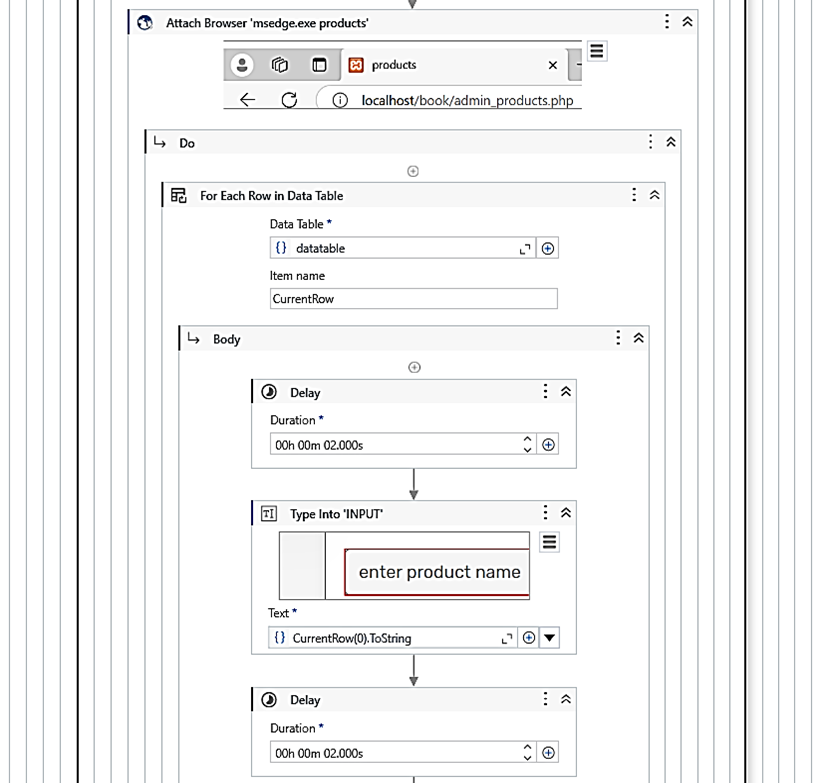 Attach Browser 'msedge.exe products'
products
localhost/book/admin_products.php
Do
For Each Row in Data Table
Data Table *
{} datatable
Item name
CurrentRow
Body
Delay
Duration *
00h 00m 02.000s
TI Type Into 'INPUT'
enter product name
Text *
{} CurrentRow(0).ToString
Delay
Duration *
00h 00m 02.000s